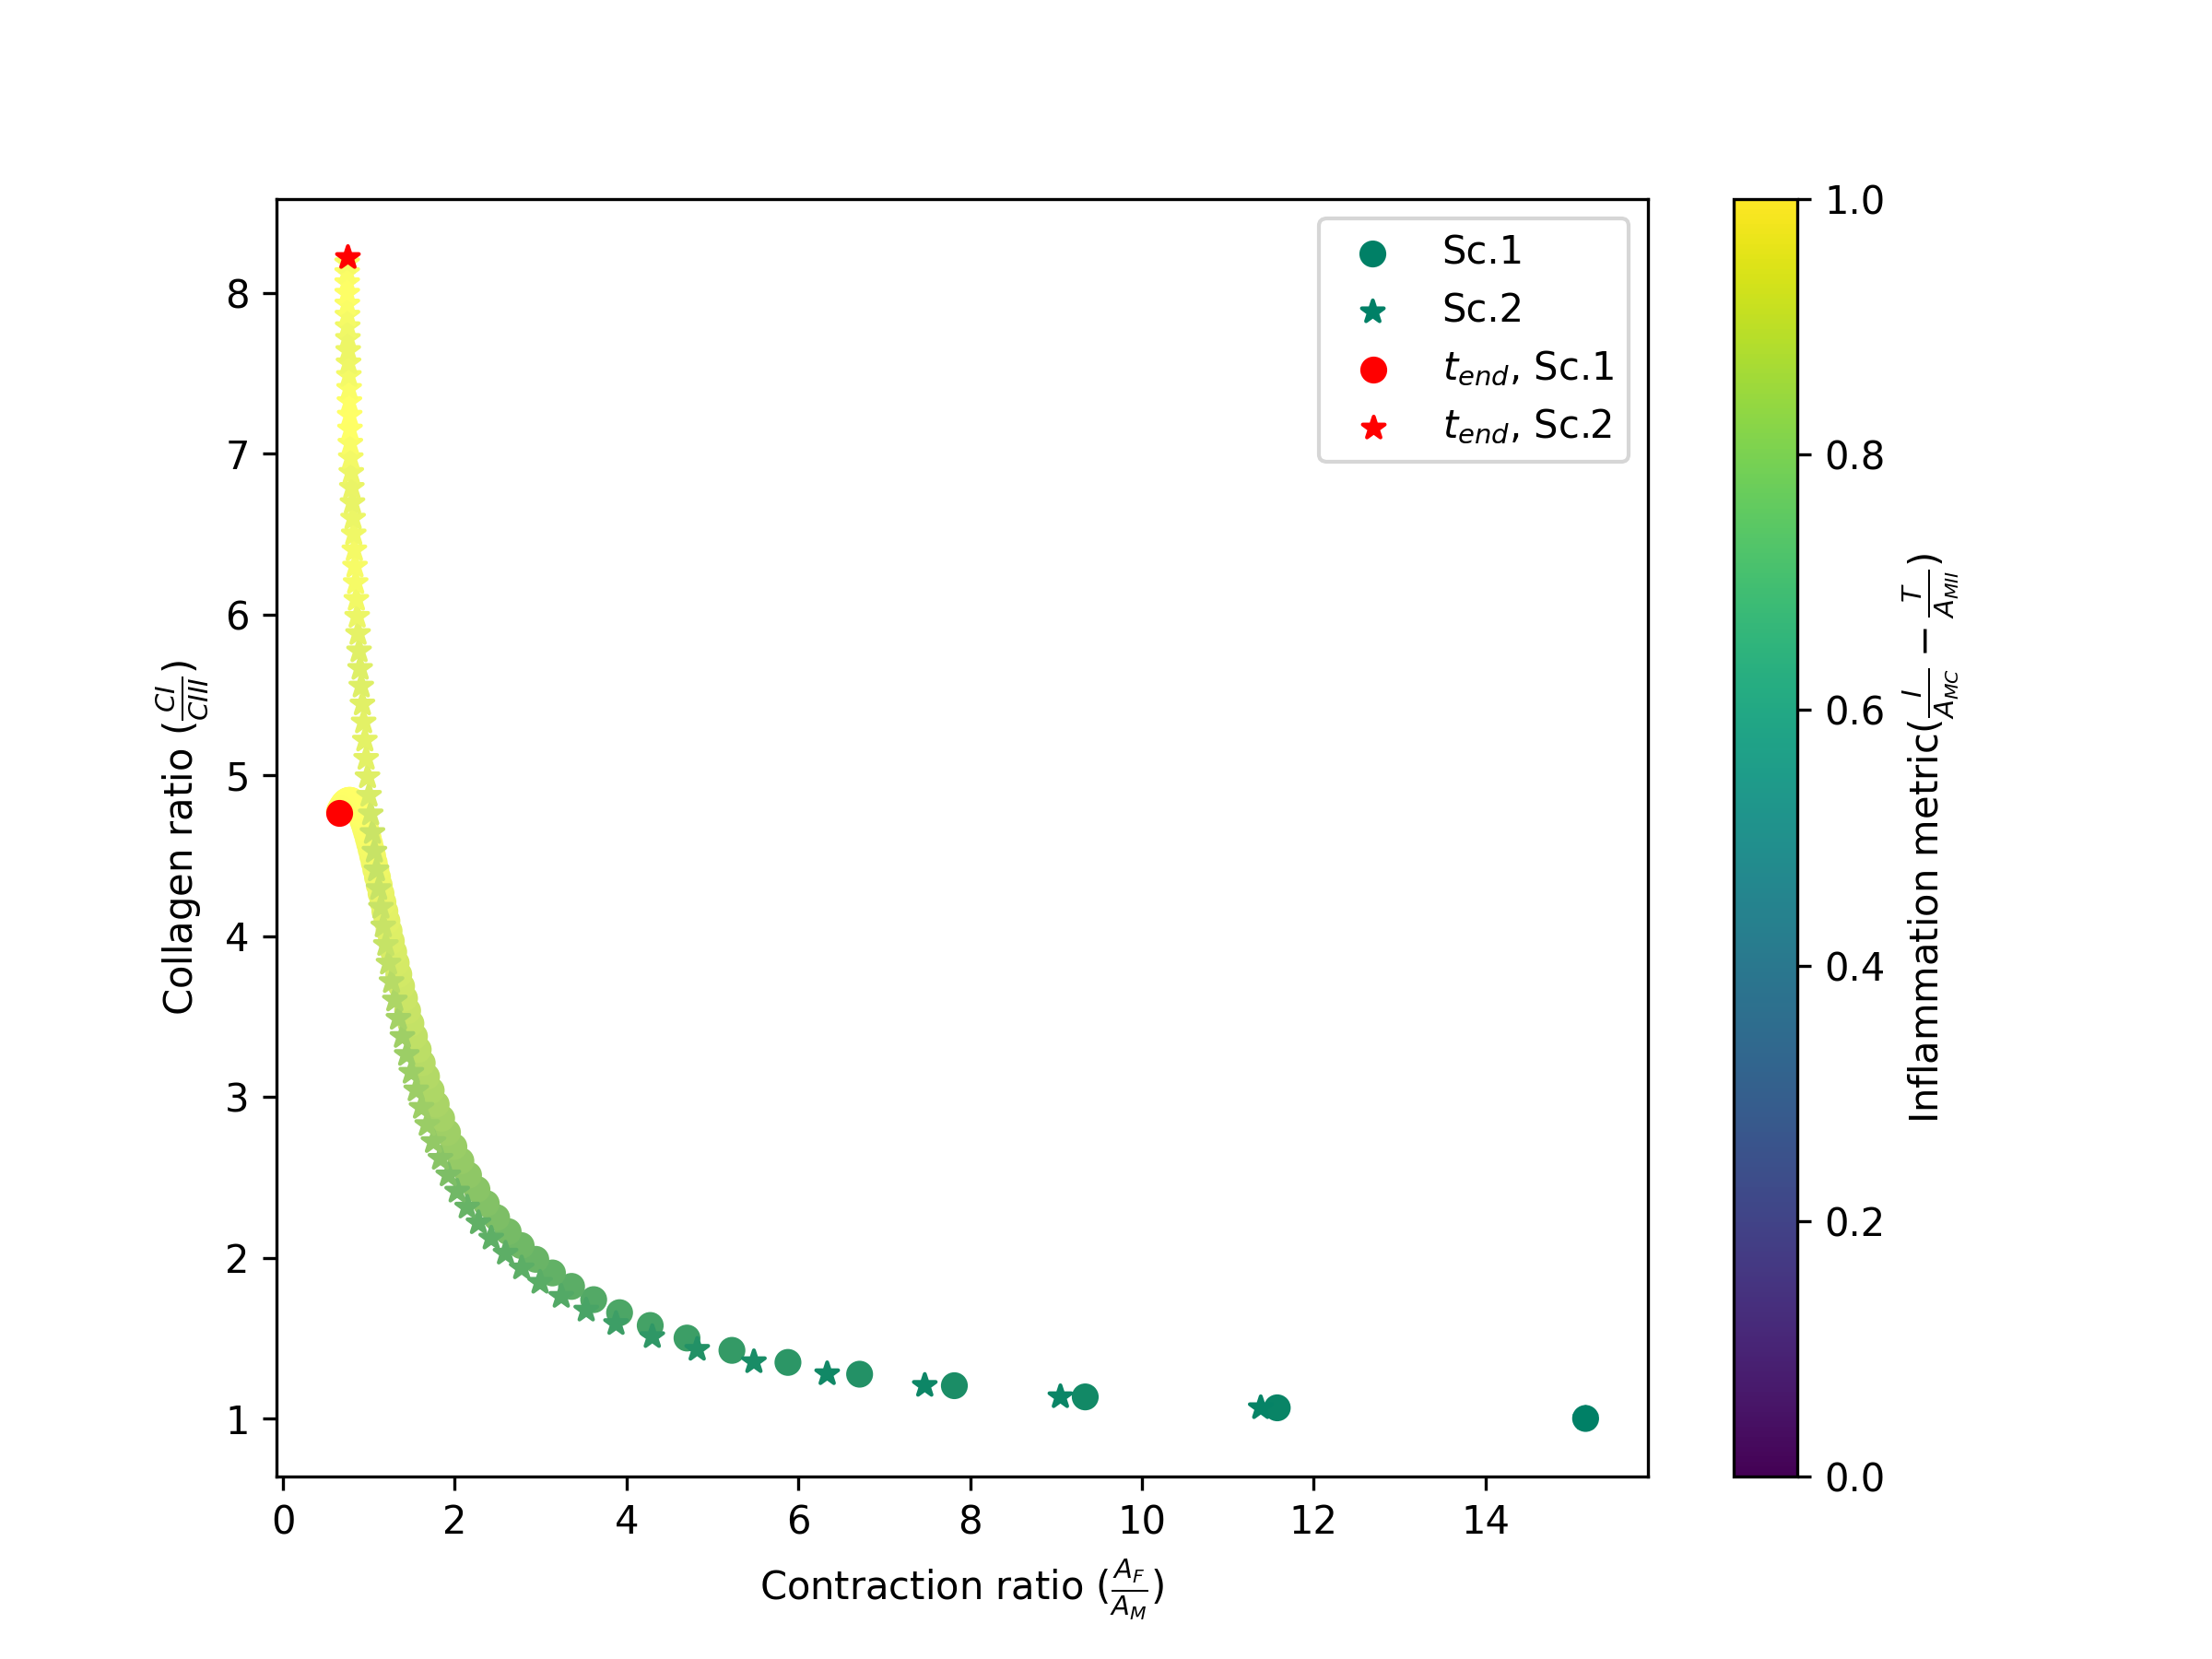 Sc.1
Sc.2
t_end, Sc.1
t_end, Sc.2
8
7
6
5
4
3
2
1
0 2 4 6 8 10 12 14
Contraction ratio (A_F/A_M)
Collagen ratio (CI/CIII)
1.0
0.8
0.6
0.4
0.2
0.0
Inflammation metric(I/A_MC − T/A_MII)